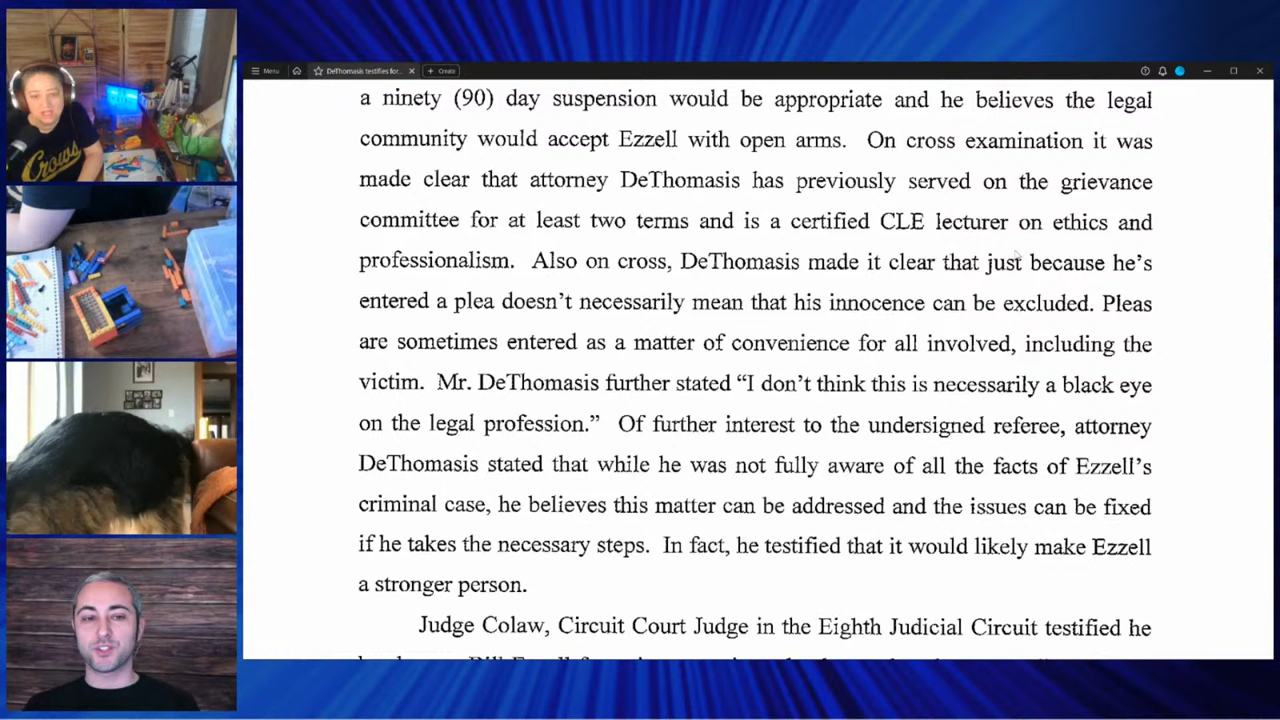 Crows
Menu
DeThomasis testifies for...
Create
a ninety (90) day suspension would be appropriate and he believes the legal
community would accept Ezzell with open arms. On cross examination it was
made clear that attorney DeThomasis has previously served on the grievance
committee for at least two terms and is a certified CLE lecturer on ethics and
professionalism. Also on cross, DeThomasis made it clear that just because he's
entered a plea doesn't necessarily mean that his innocence can be excluded. Pleas
are sometimes entered as a matter of convenience for all involved, including the
victim. Mr. DeThomasis further stated “I don't think this is necessarily a black eye
on the legal profession.” Of further interest to the undersigned referee, attorney
DeThomasis stated that while he was not fully aware of all the facts of Ezzell's
criminal case, he believes this matter can be addressed and the issues can be fixed
if he takes the necessary steps. In fact, he testified that it would likely make Ezzell
a stronger person.
Judge Colaw, Circuit Court Judge in the Eighth Judicial Circuit testified he